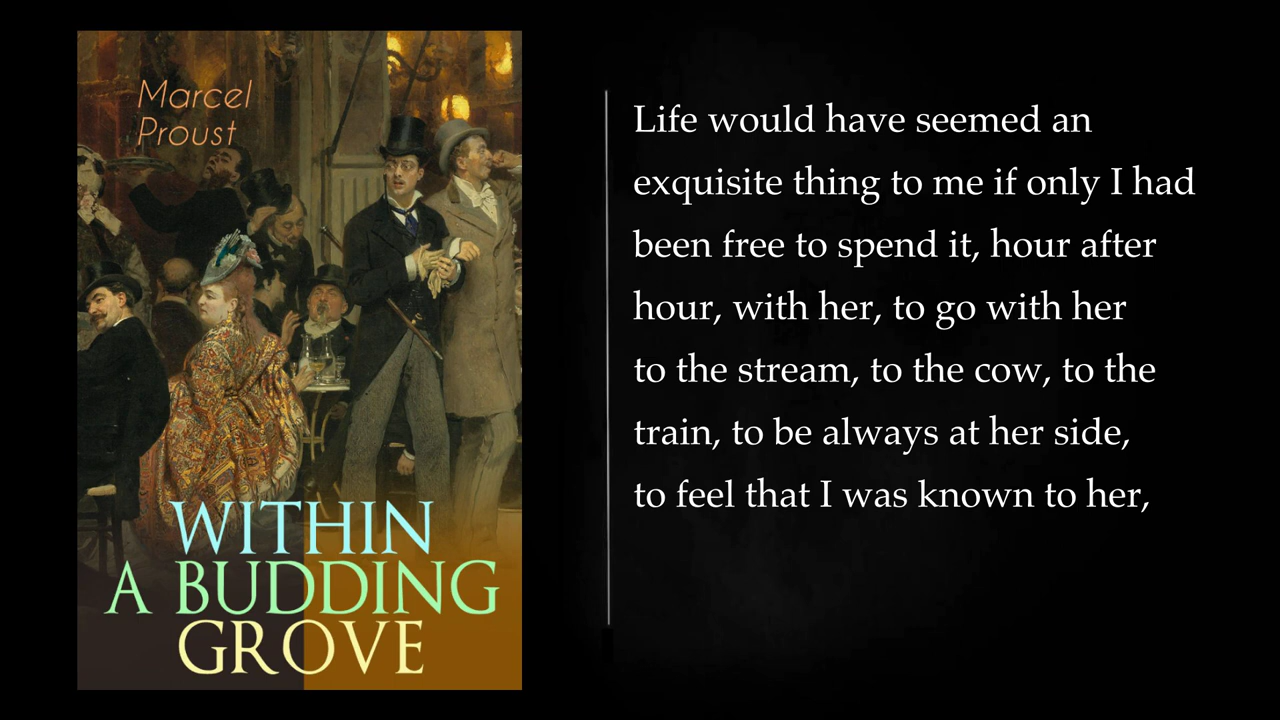 Marcel
Proust
WITHIN
A BUDDING
GROVE
Life would have seemed an
exquisite thing to me if only I had
been free to spend it, hour after
hour, with her, to go with her
to the stream, to the cow, to the
train, to be always at her side,
to feel that I was known to her,